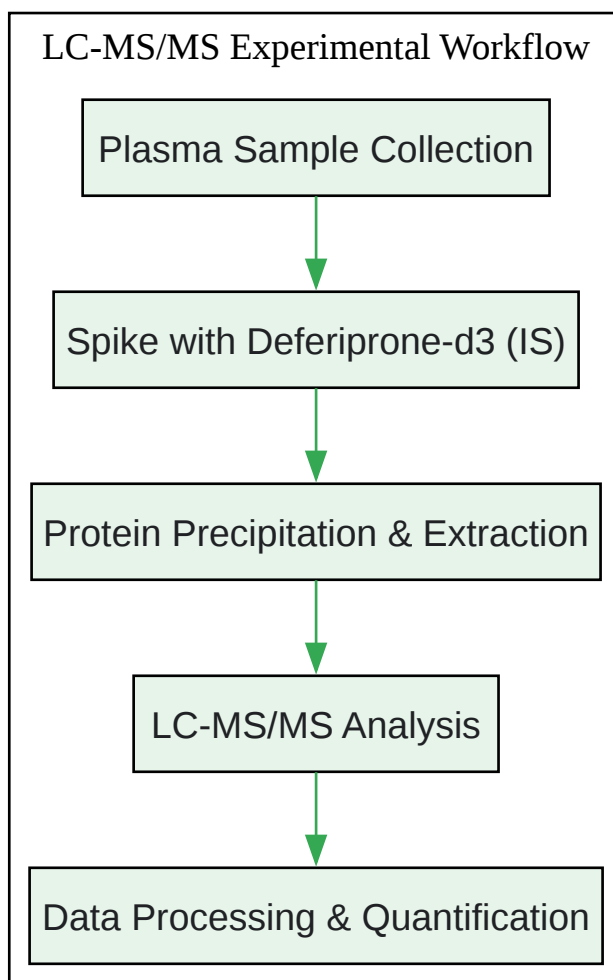 LC-MS/MS Experimental Workflow
Plasma Sample Collection
Spike with Deferiprone-d3 (IS)
Protein Precipitation & Extraction
LC-MS/MS Analysis
Data Processing & Quantification